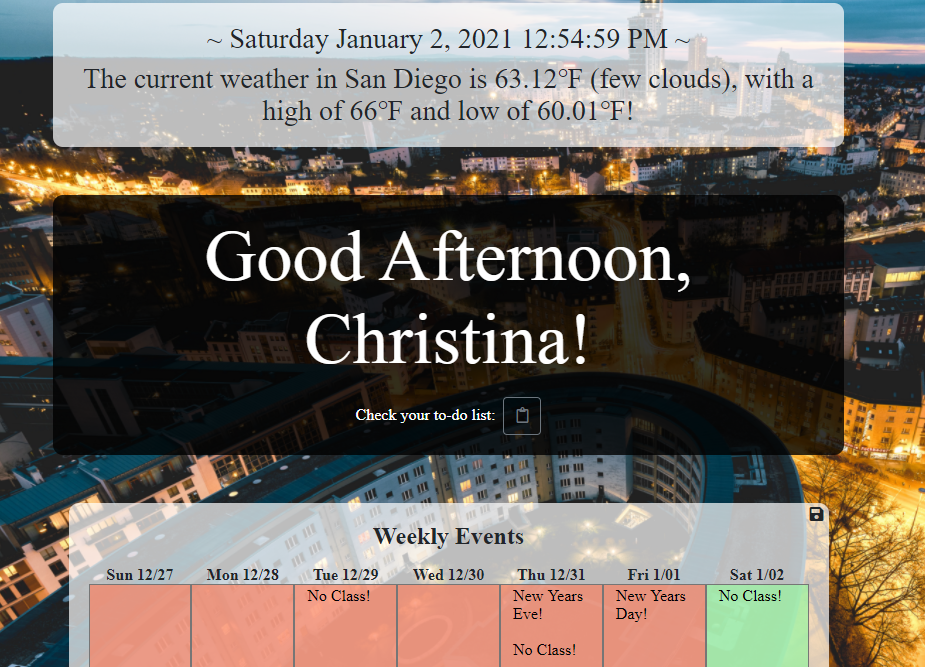 ~ Saturday January 2, 2021 12:54:59 PM ~
The current weather in San Diego is 63.12°F (few clouds), with a
high of 66°F and low of 60.01°F!
Good Afternoon,
Christina!
Check your to-do list:
Weekly Events
Sun 12/27 Mon 12/28 Tue 12/29 Wed 12/30 Thu 12/31 Fri 1/01 Sat 1/02
No Class!
New Years
Eve!
No Class!
New Years
Day!
No Class!